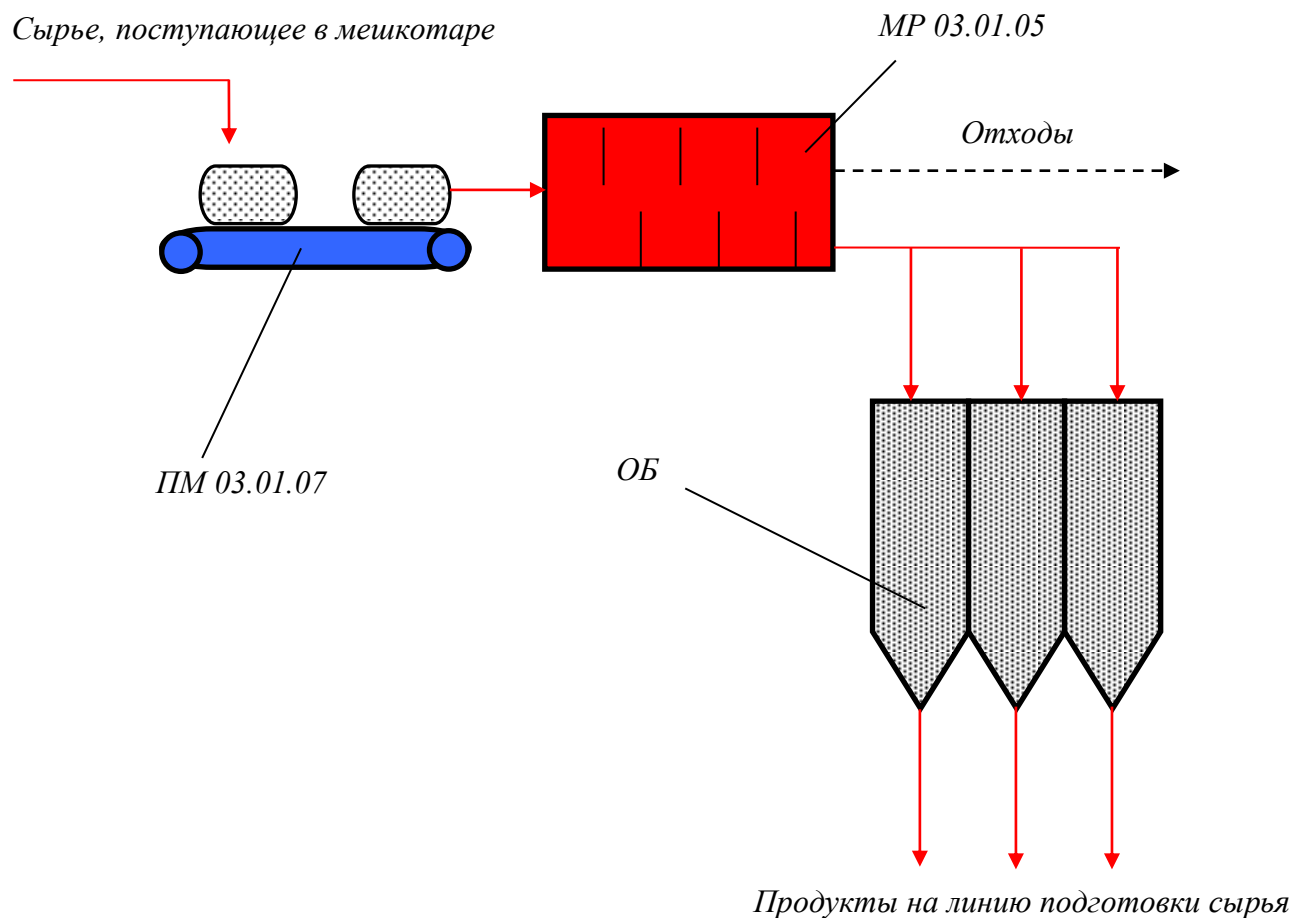 Сырье, поступающее в мешкотаре
МР 03.01.05
Отходы
ПМ 03.01.07
ОБ
Продукты на линию подготовки сырья